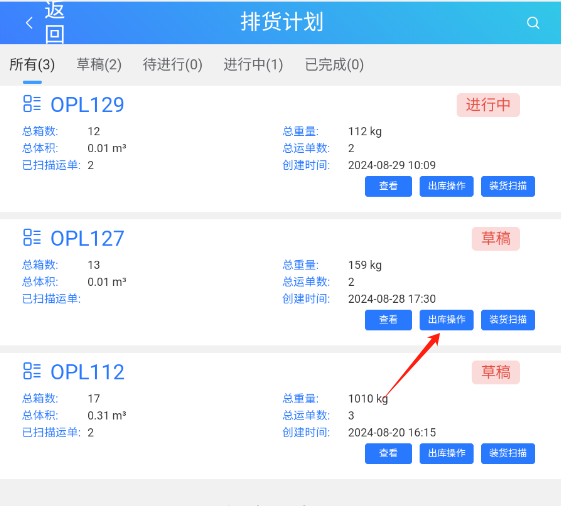 返回
排货计划
所有(3) 草稿(2) 待进行(0) 进行中(1) 已完成(0)
OPL129 进行中
总箱数: 12 总重量: 112 kg
总体积: 0.01 m³ 总运单数: 2
已扫描运单: 2 创建时间: 2024-08-29 10:09
查看 出库操作 装货扫描
OPL127 草稿
总箱数: 13 总重量: 159 kg
总体积: 0.01 m³ 总运单数: 2
已扫描运单: 创建时间: 2024-08-28 17:30
查看 出库操作 装货扫描
OPL112 草稿
总箱数: 17 总重量: 1010 kg
总体积: 0.31 m³ 总运单数: 3
已扫描运单: 2 创建时间: 2024-08-20 16:15
查看 出库操作 装货扫描